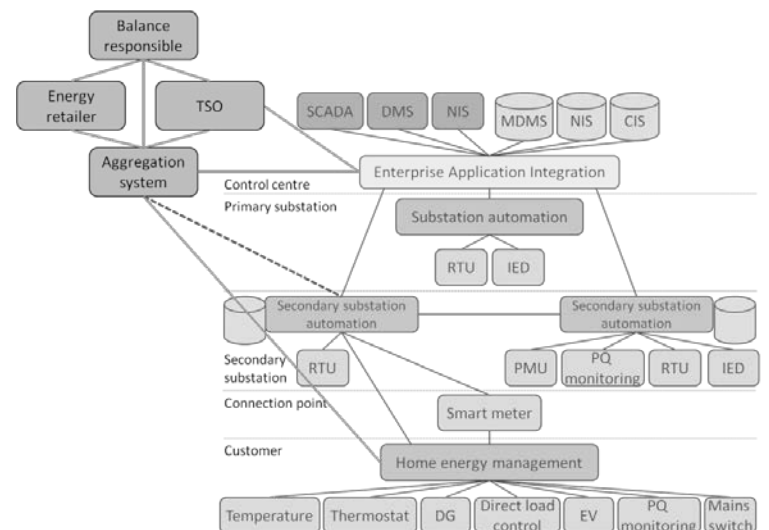 Balance
responsible
Energy
retailer
TSO
Aggregation
system
SCADA
DMS
NIS
MDMS
NIS
CIS
Enterprise Application Integration
Control centre
Primary substation
Substation automation
RTU
IED
Secondary substation
automation
Secondary substation
automation
Secondary
substation
RTU
PMU
PQ
monitoring
RTU
IED
Connection point
Smart meter
Customer
Home energy management
Temperature
Thermostat
DG
Direct load
control
EV
PQ
monitoring
Mains
switch